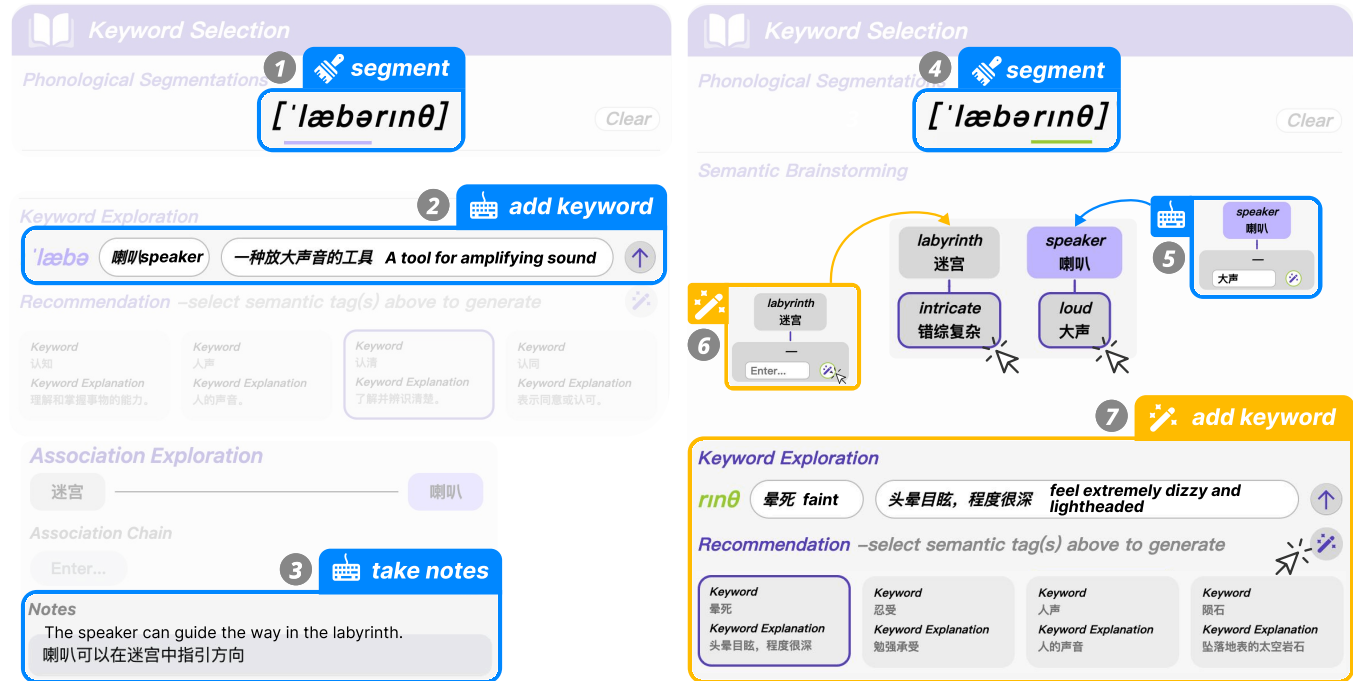 Keyword Selection
1 segment
Phonological Segmentations
[ˈlæbərɪnθ]
Clear
2 add keyword
Keyword Exploration
ˈlæbə 喇叭speaker 一种放大声音的工具 A tool for amplifying sound
Recommendation –select semantic tag(s) above to generate
Keyword Keyword Keyword Keyword
认知 人声 认清 认同
Keyword Explanation Keyword Explanation Keyword Explanation Keyword Explanation
理解和掌握事物的能力。 人的声音。 了解并辨识清楚。 表示同意或认可。
Association Exploration
迷宫 喇叭
Association Chain
Enter...
3 take notes
Notes
The speaker can guide the way in the labyrinth.
喇叭可以在迷宫中指引方向
Keyword Selection
4 segment
Phonological Segmentations
[ˈlæbərɪnθ]
Clear
Semantic Brainstorming
labyrinth speaker
迷宫 喇叭
intricate loud
错综复杂 大声
5
speaker
喇叭
—
大声
6
labyrinth
迷宫
—
Enter...
7 add keyword
Keyword Exploration
rɪnθ 晕死 faint 头晕目眩，程度很深 feel extremely dizzy and
lightheaded
Recommendation –select semantic tag(s) above to generate
Keyword Keyword Keyword Keyword
晕死 忍受 人声 陨石
Keyword Explanation Keyword Explanation Keyword Explanation Keyword Explanation
头晕目眩，程度很深 勉强承受 人的声音 坠落地表的太空岩石